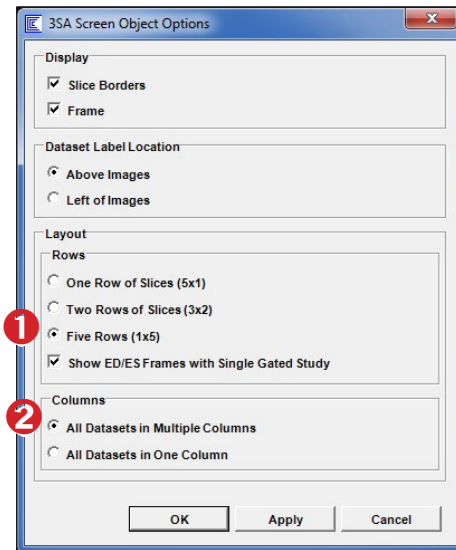 3SA Screen Object Options
Display
Slice Borders
Frame
Dataset Label Location
Above Images
Left of Images
Layout
Rows
One Row of Slices (5x1)
Two Rows of Slices (3x2)
1
Five Rows (1x5)
Show ED/ES Frames with Single Gated Study
Columns
2
All Datasets in Multiple Columns
All Datasets in One Column
OK Apply Cancel